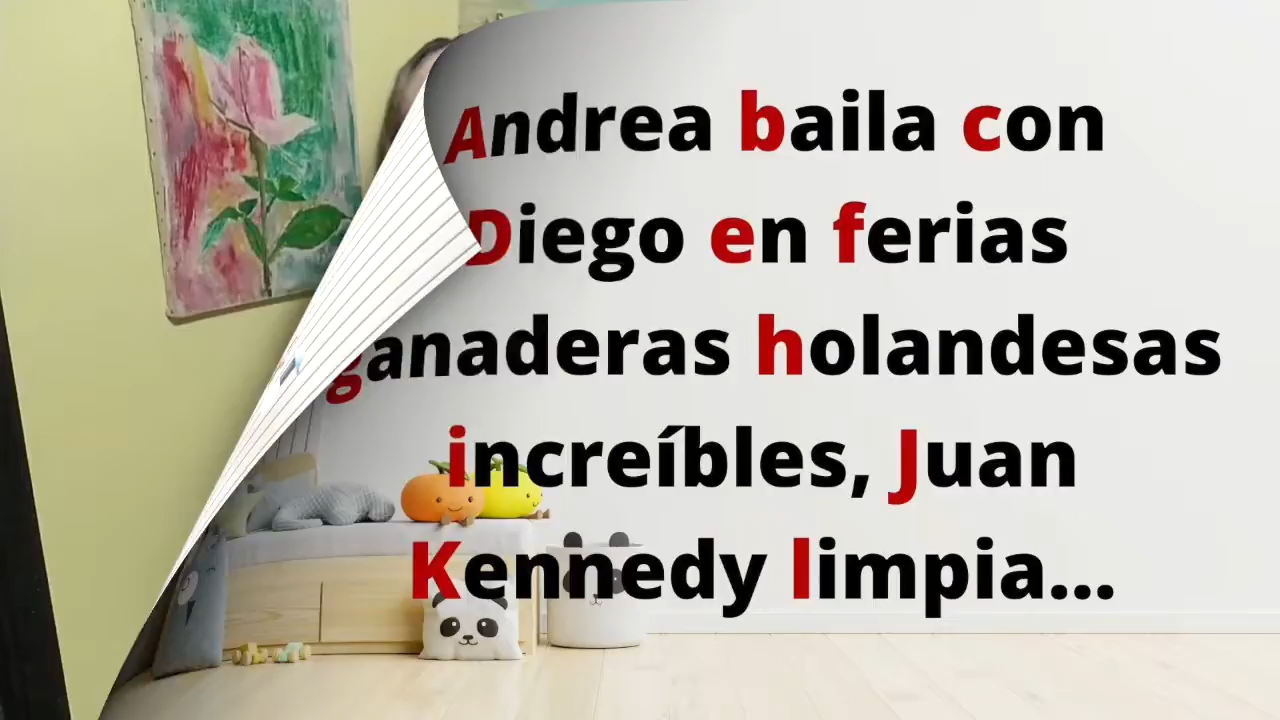 Andrea baila con
Diego en ferias
ganaderas holandesas
increíbles, Juan
Kennedy limpia...